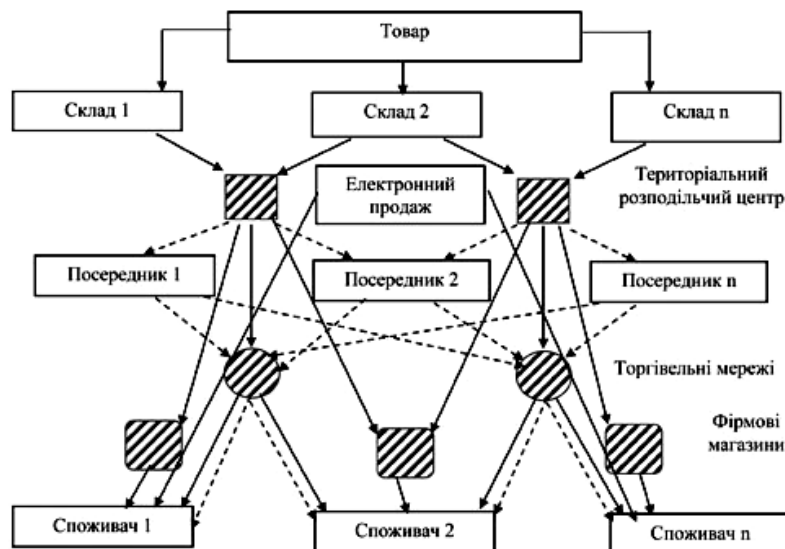 Товар
Склад 1
Склад 2
Склад n
Електронний
продаж
Територіальний
розподільчий центр
Посередник 1
Посередник 2
Посередник n
Торгівельні мережі
Фірмові
магазини
Споживач 1
Споживач 2
Споживач n